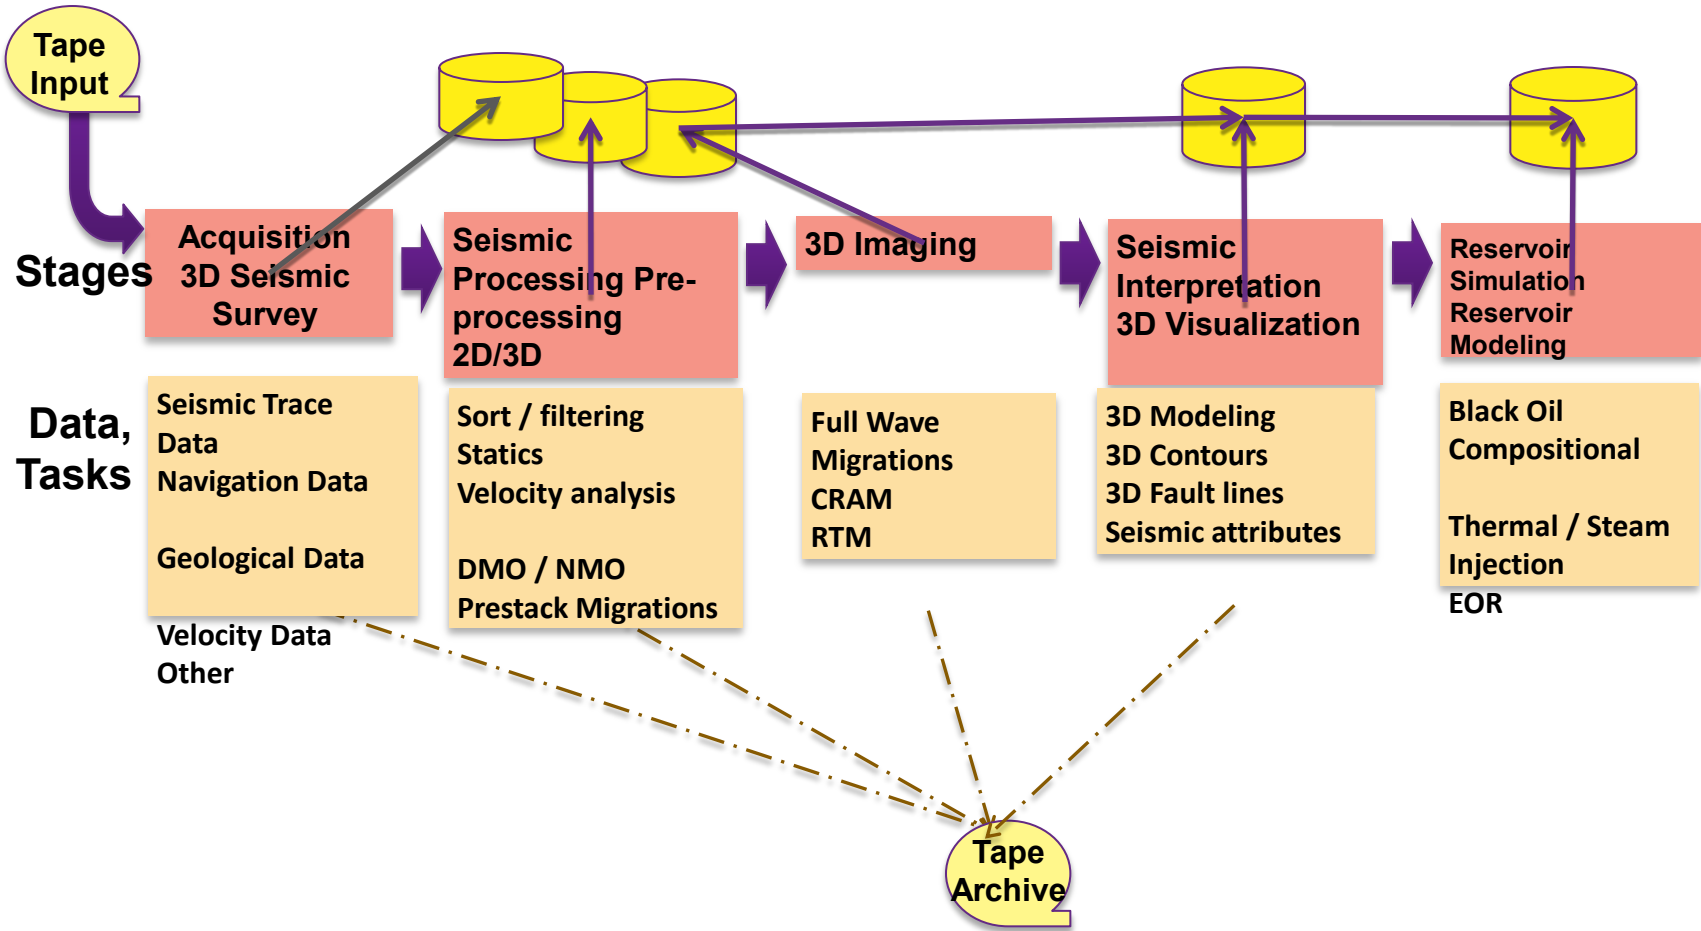 Tape
Input
Stages
Acquisition
3D Seismic
Survey
Seismic
Processing Pre-
processing
2D/3D
3D Imaging
Seismic
Interpretation
3D Visualization
Reservoir
Simulation
Reservoir
Modeling
Data,
Tasks
Seismic Trace
Data
Navigation Data
Geological Data
Velocity Data
Other
Sort / filtering
Statics
Velocity analysis
DMO / NMO
Prestack Migrations
Full Wave
Migrations
CRAM
RTM
3D Modeling
3D Contours
3D Fault lines
Seismic attributes
Black Oil
Compositional
Thermal / Steam
Injection
EOR
Tape
Archive